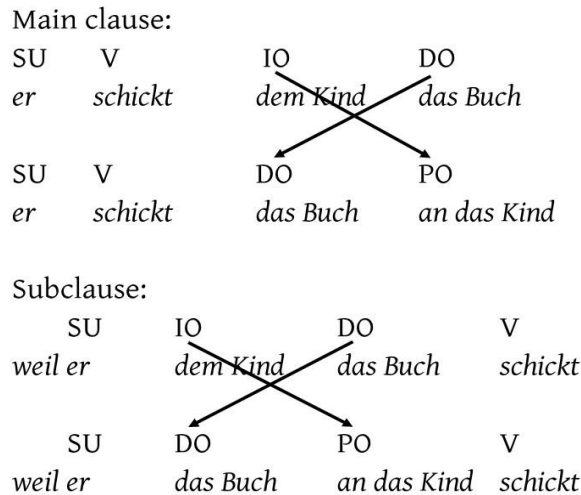 Main clause:
SU V IO DO
er schickt dem Kind das Buch
SU V DO PO
er schickt das Buch an das Kind
Subclause:
SU IO DO V
weil er dem Kind das Buch schickt
SU DO PO V
weil er das Buch an das Kind schickt